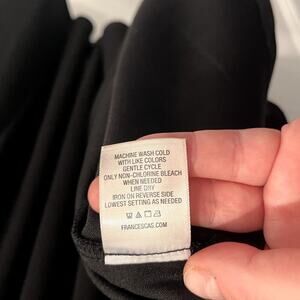 MACHINE WASH COLD
WITH LIKE COLORS
GENTLE CYCLE
ONLY NON-CHLORINE BLEACH
WHEN NEEDED
LINE DRY
IRON ON REVERSE SIDE
LOWEST SETTING AS NEEDED
FRANCESCAS.COM